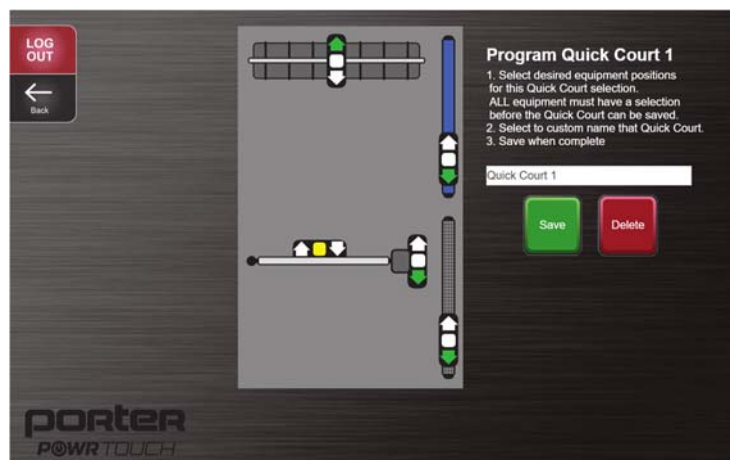 LOG
OUT
Back
Program Quick Court 1
1. Select desired equipment positions
for this Quick Court selection.
ALL equipment must have a selection
before the Quick Court can be saved.
2. Select to custom name that Quick Court.
3. Save when complete
Quick Court 1
Save
Delete
PORTER
POWR TOUCH